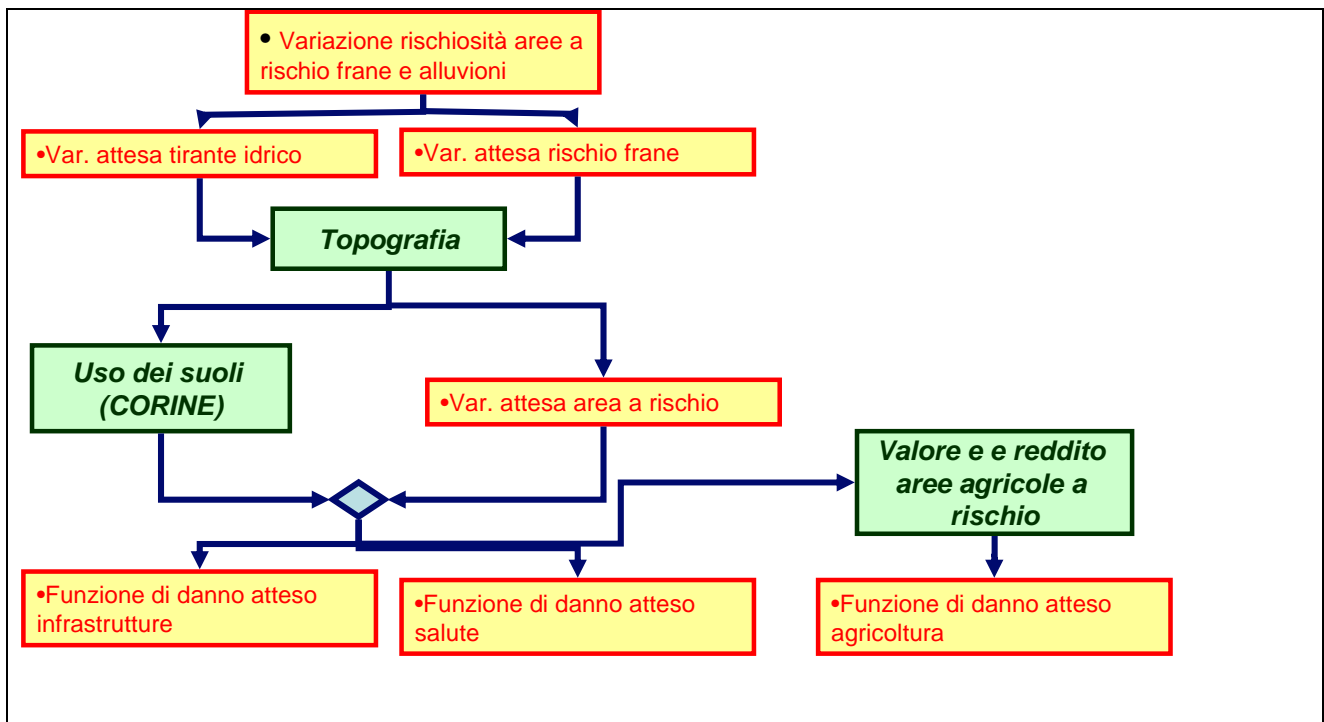 • Variazione rischiosità aree a
rischio frane e alluvioni
•Var. attesa tirante idrico
•Var. attesa rischio frane
Topografia
Uso dei suoli
(CORINE)
•Var. attesa area a rischio
Valore e e reddito
aree agricole a
rischio
•Funzione di danno atteso
infrastrutture
•Funzione di danno atteso
salute
•Funzione di danno atteso
agricoltura